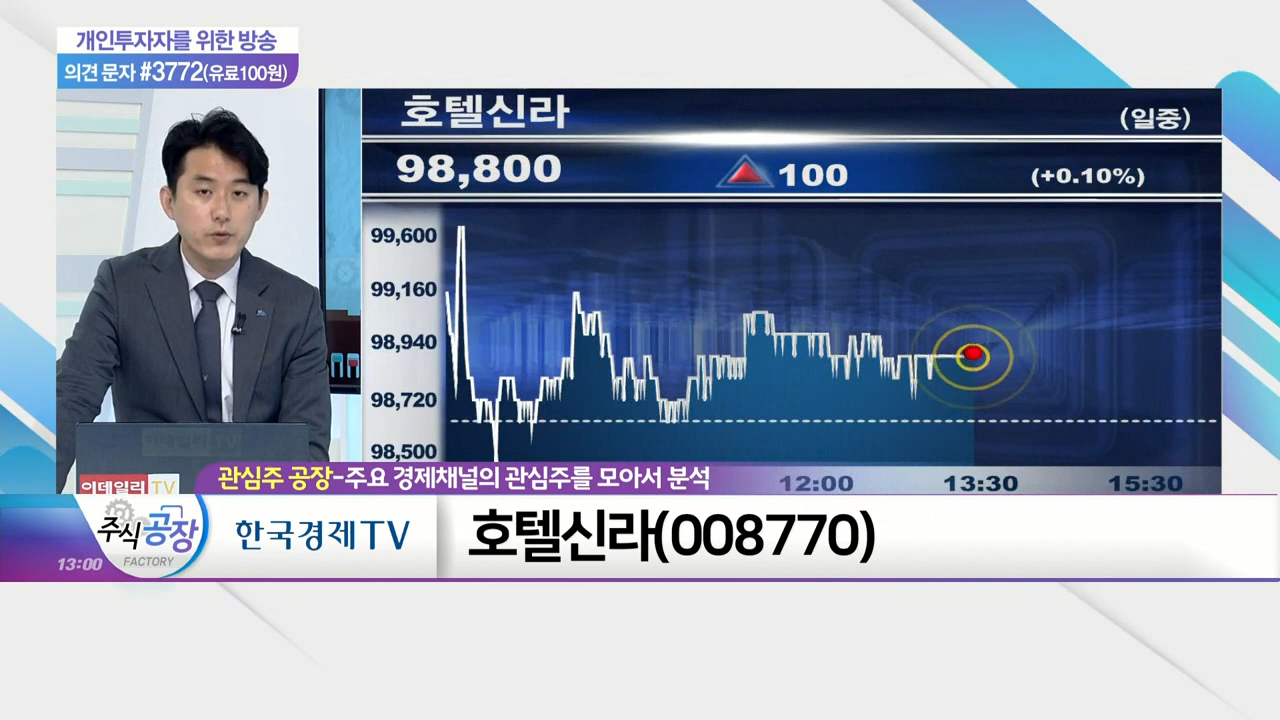 개인투자자를 위한 방송
의견 문자 #3772(유료100원)
호텔신라
(일중)
98,800
100
(+0.10%)
99,600
99,160
98,940
98,720
98,500
12:00
13:30
15:30
이데일리 TV
관심주 공장-주요 경제채널의 관심주를 모아서 분석
주식공장
FACTORY
13:00
한국경제TV
호텔신라(008770)